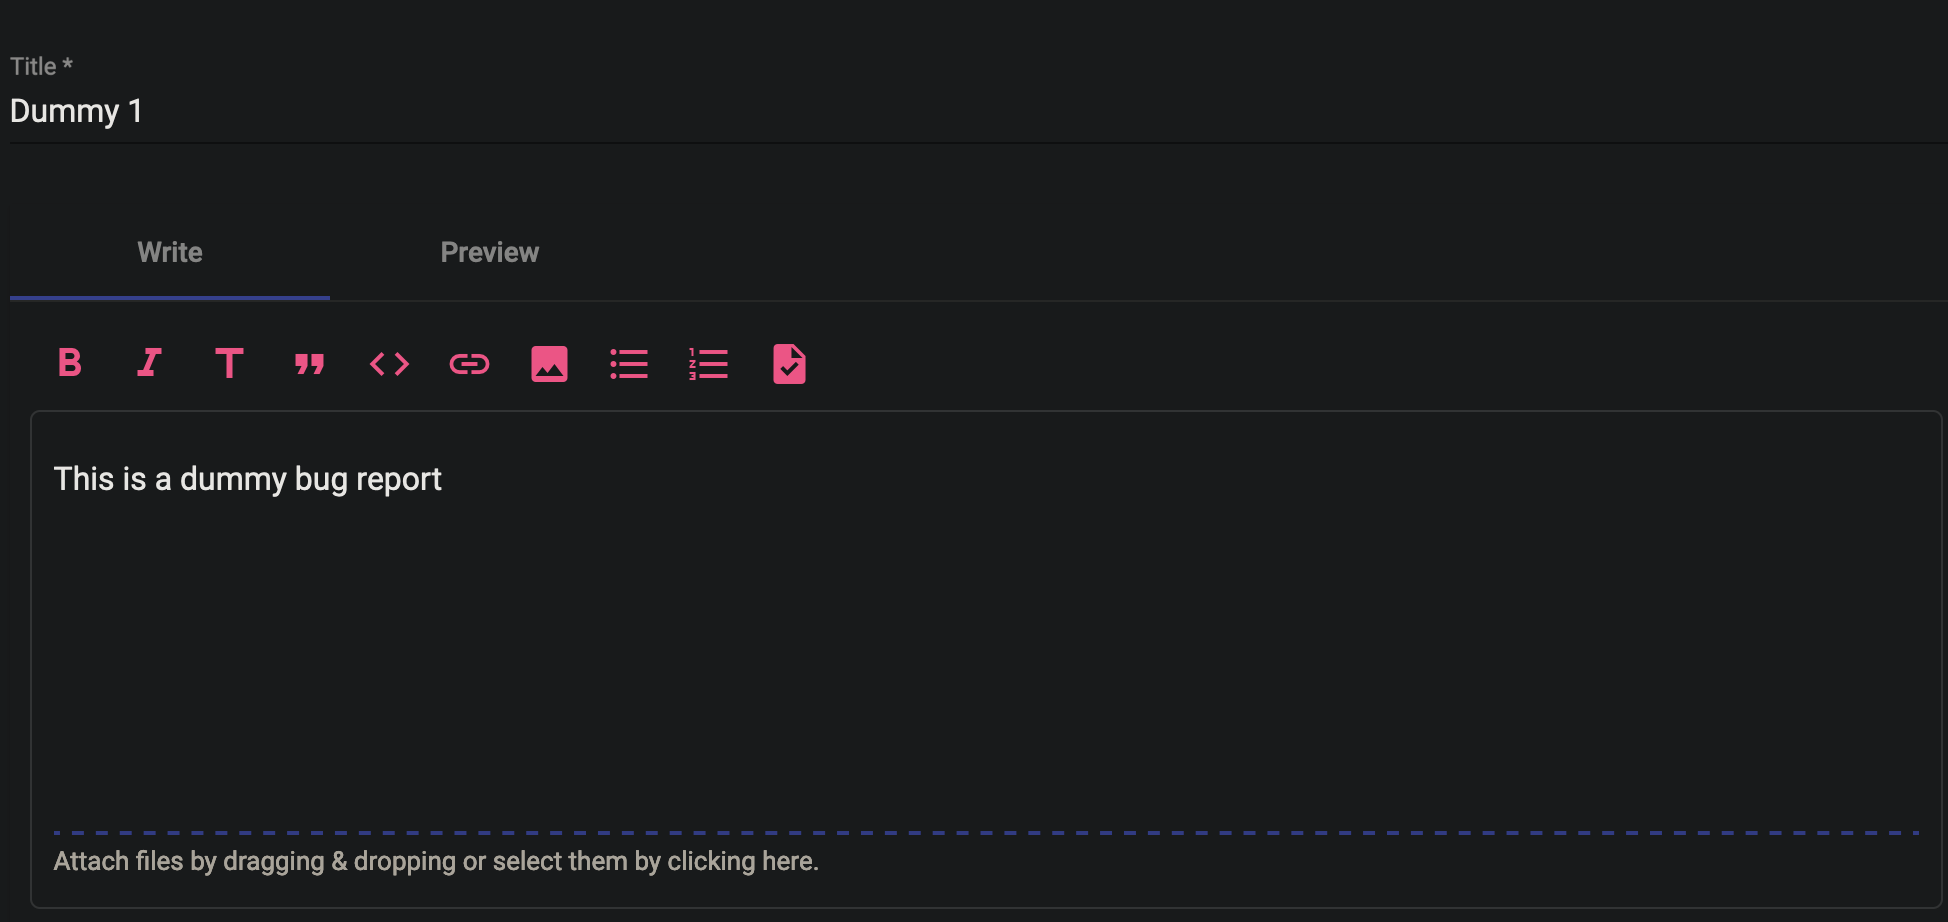 Title *
Dummy 1
Write Preview
This is a dummy bug report
Attach files by dragging & dropping or select them by clicking here.